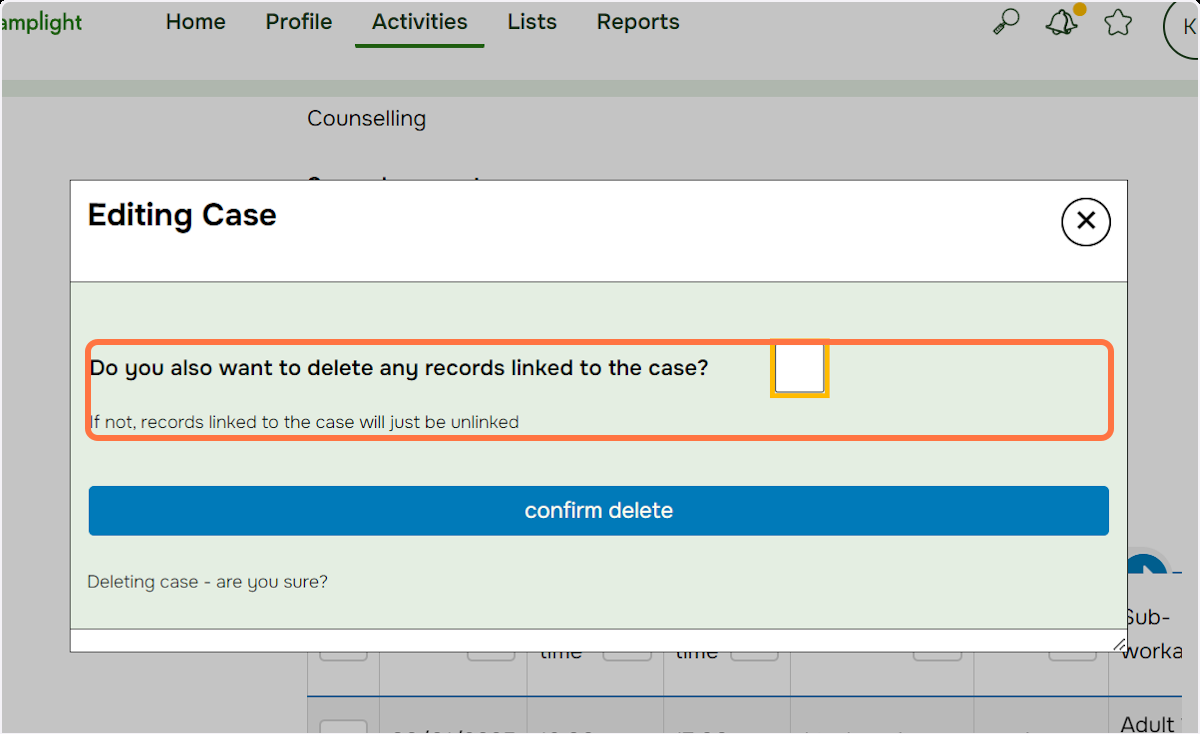 amplight Home Profile Activities Lists Reports K
Counselling
Editing Case
Do you also want to delete any records linked to the case?
If not, records linked to the case will just be unlinked
confirm delete
Deleting case - are you sure?
Sub-
time time worka
Adult